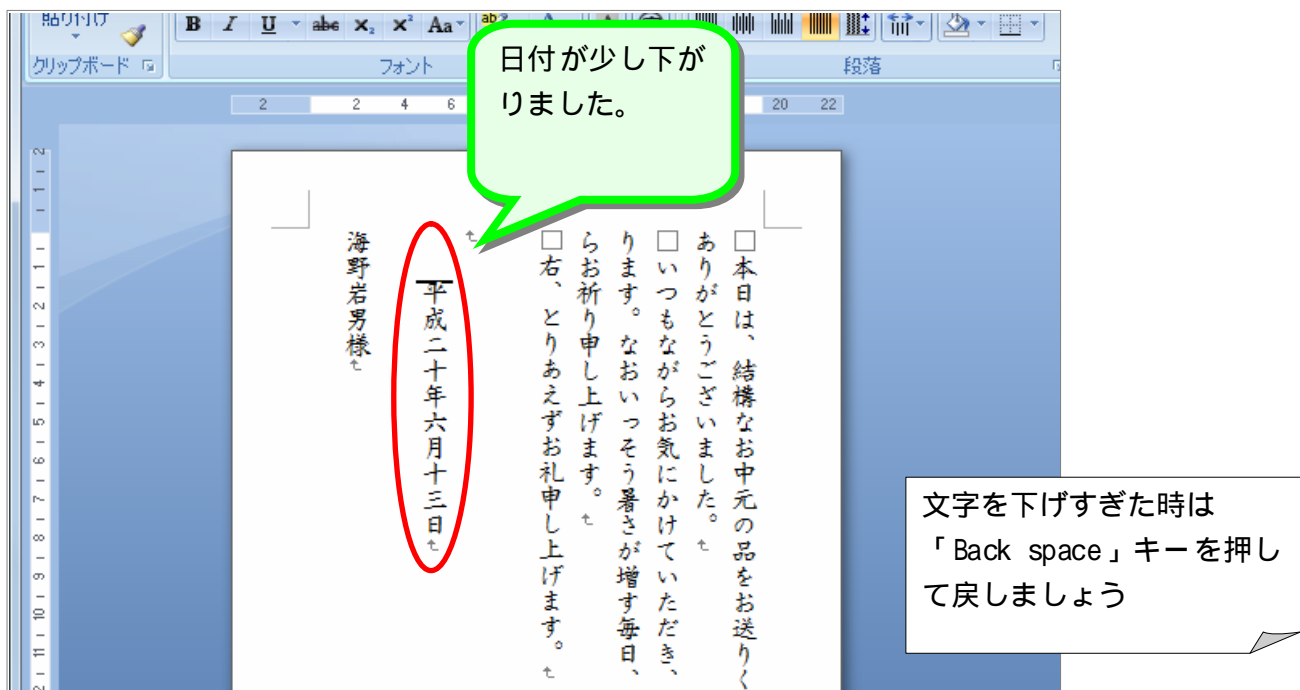 貼り付け
B I U abe X₂ X² Aa
クリップボード
フォント
段落
日付が少し下が
りました。
2 2 4 6 20 22
□本日は、結構なお中元の品をお送りく
ありがとうございました。
□いつもながらお気にかけていただき、
ります。なおいっそう暑さが増す毎日、
らお祈り申し上げます。
□右、とりあえずお礼申し上げます。
平成二十年六月十三日
海野岩男様
文字を下げすぎた時は
「Back space」キーを押し
て戻しましょう